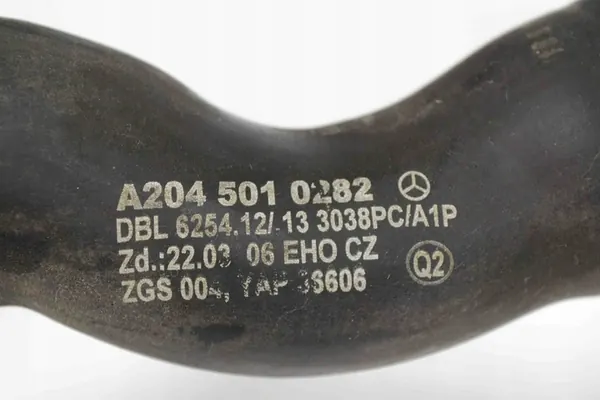 A204 501 0282
DBL 6254.12/.13 3038PC/A1P
Zd.:22.03 06 EHO CZ
Q2
ZGS 004, YAP